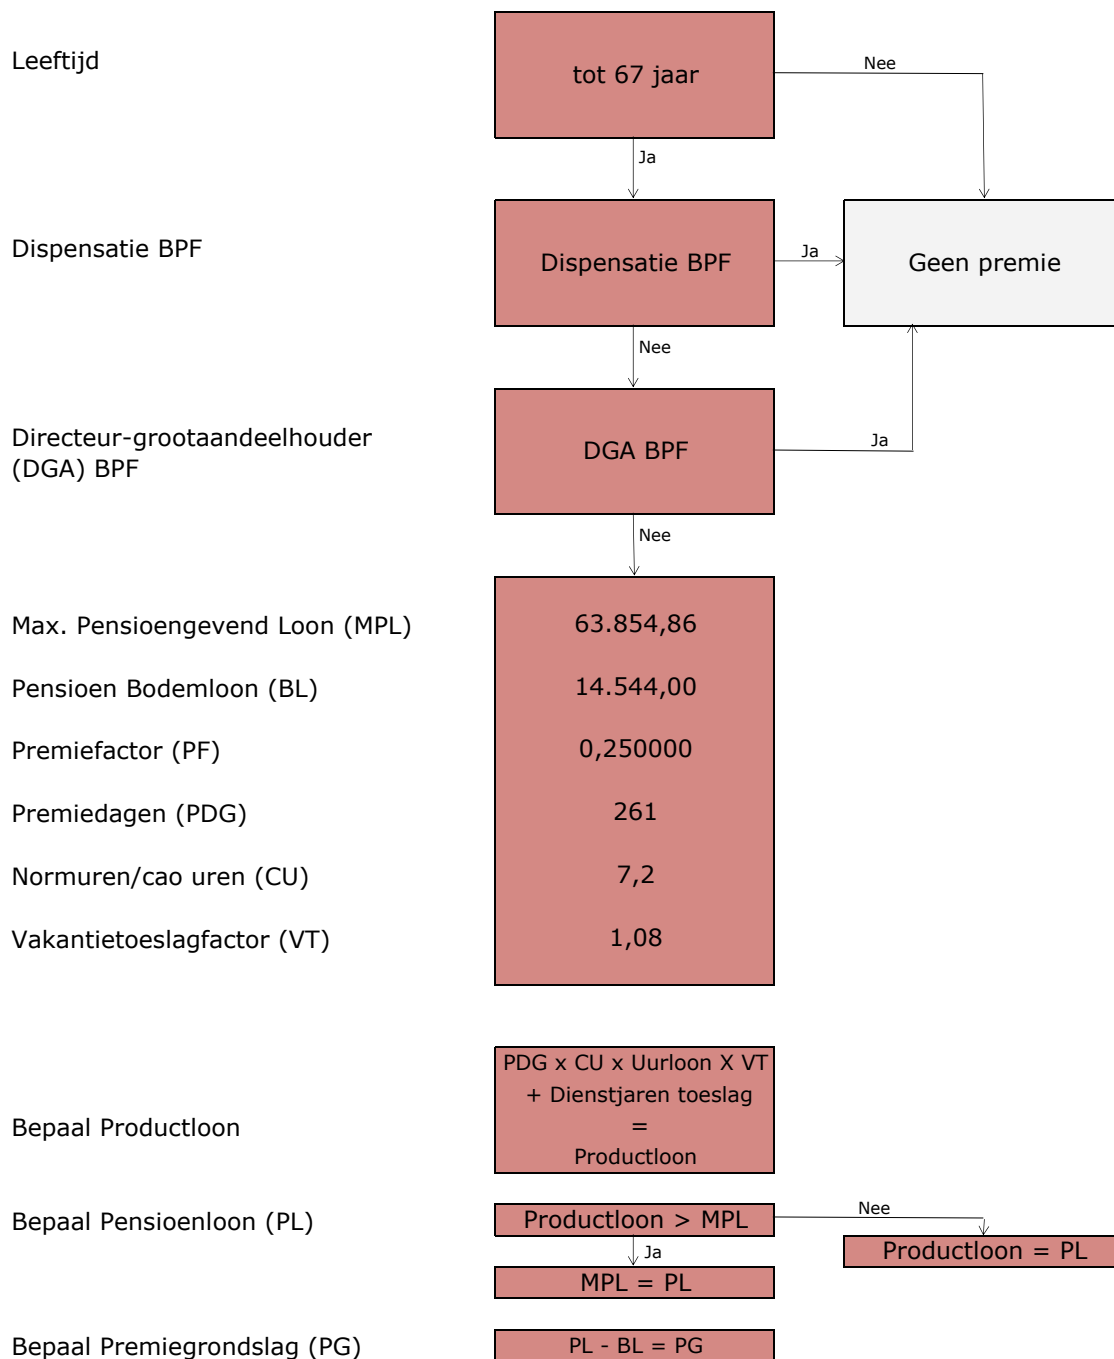 Leeftijd
tot 67 jaar
Nee
Ja
Dispensatie BPF
Dispensatie BPF
Ja
Geen premie
Nee
Directeur-grootaandeelhouder
(DGA) BPF
DGA BPF
Ja
Nee
Max. Pensioengevend Loon (MPL)
63.854,86
Pensioen Bodemloon (BL)
14.544,00
Premiefactor (PF)
0,250000
Premiedagen (PDG)
261
Normuren/cao uren (CU)
7,2
Vakantietoeslagfactor (VT)
1,08
Bepaal Productloon
PDG x CU x Uurloon X VT
+ Dienstjaren toeslag
=
Productloon
Bepaal Pensioenloon (PL)
Productloon > MPL
Nee
Productloon = PL
Ja
MPL = PL
Bepaal Premiegrondslag (PG)
PL - BL = PG